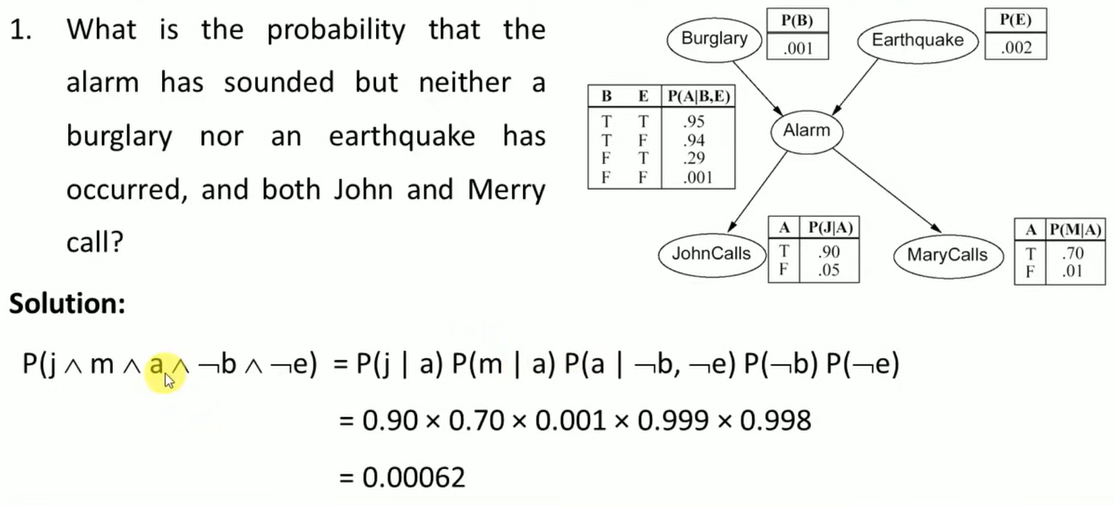 1. What is the probability that the
alarm has sounded but neither a
burglary nor an earthquake has
occurred, and both John and Merry
call?
Burglary
P(B)
.001
Earthquake
P(E)
.002
B E P(A|B,E)
T T .95
T F .94
F T .29
F F .001
Alarm
JohnCalls
A P(J|A)
T .90
F .05
MaryCalls
A P(M|A)
T .70
F .01
Solution:
P(j ∧ m ∧ a ∧ ¬b ∧ ¬e) = P(j | a) P(m | a) P(a | ¬b, ¬e) P(¬b) P(¬e)
= 0.90 × 0.70 × 0.001 × 0.999 × 0.998
= 0.00062